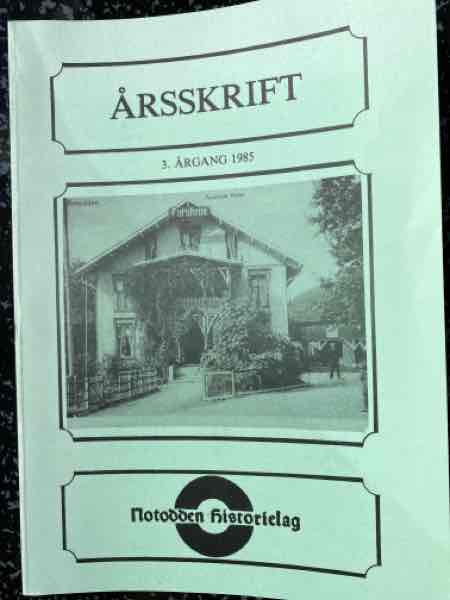 ÅRSSKRIFT
3. ÅRGANG 1985
Notodden Historielag